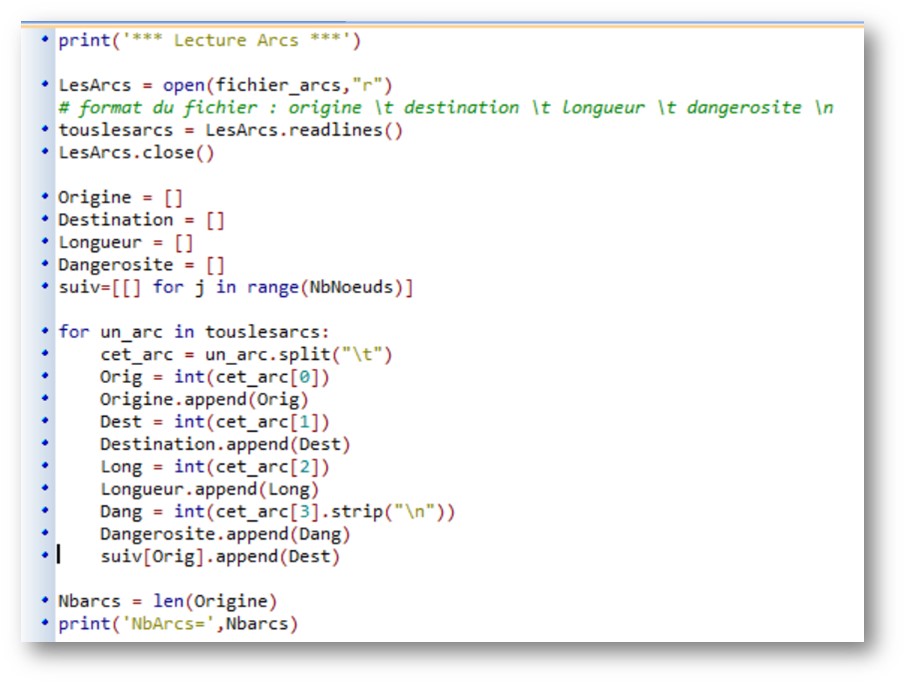 print('*** Lecture Arcs ***')
LesArcs = open(fichier_arcs,"r")
# format du fichier : origine \t destination \t longueur \t dangerosite \n
touslesarcs = LesArcs.readlines()
LesArcs.close()
Origine = []
Destination = []
Longueur = []
Dangerosite = []
suiv=[[] for j in range(NbNoeuds)]
for un_arc in touslesarcs:
    cet_arc = un_arc.split("\t")
    Orig = int(cet_arc[0])
    Origine.append(Orig)
    Dest = int(cet_arc[1])
    Destination.append(Dest)
    Long = int(cet_arc[2])
    Longueur.append(Long)
    Dang = int(cet_arc[3].strip("\n"))
    Dangerosite.append(Dang)
    suiv[Orig].append(Dest)
Nbarcs = len(Origine)
print('NbArcs=',Nbarcs)